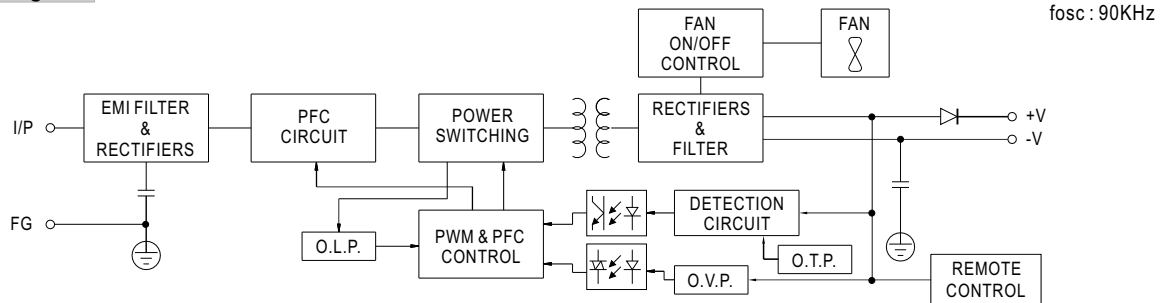 fosc : 90KHz
FAN
ON/OFF
CONTROL
FAN
I/P
EMI FILTER
&
RECTIFIERS
PFC
CIRCUIT
POWER
SWITCHING
RECTIFIERS
&
FILTER
+V
-V
FG
O.L.P.
PWM & PFC
CONTROL
DETECTION
CIRCUIT
O.T.P.
O.V.P.
REMOTE
CONTROL